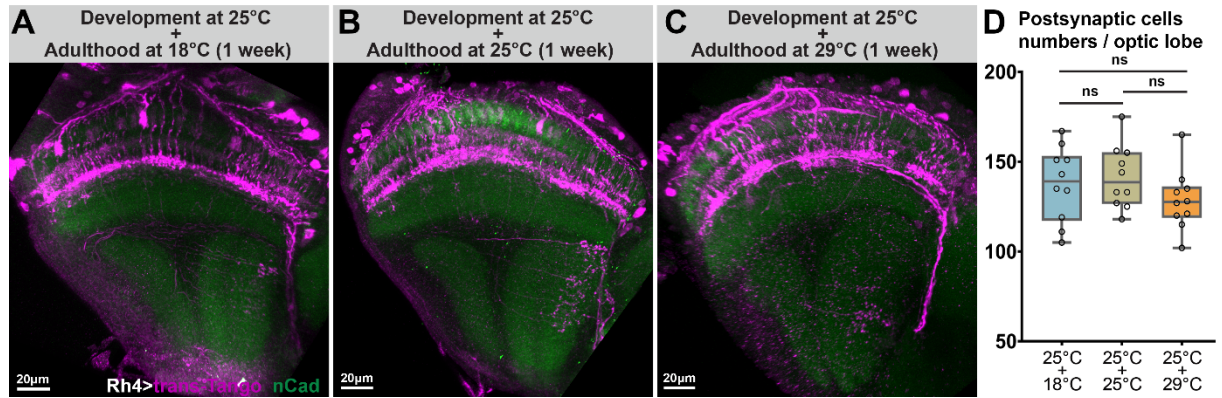 A
Development at 25°C
+
Adulthood at 18°C (1 week)
20µm
Rh4>trans-Tango nCad
B
Development at 25°C
+
Adulthood at 25°C (1 week)
20µm
C
Development at 25°C
+
Adulthood at 29°C (1 week)
20µm
D
Postsynaptic cells
numbers / optic lobe
200
150
100
50
ns
ns
ns
25°C
+
18°C
25°C
+
25°C
25°C
+
29°C